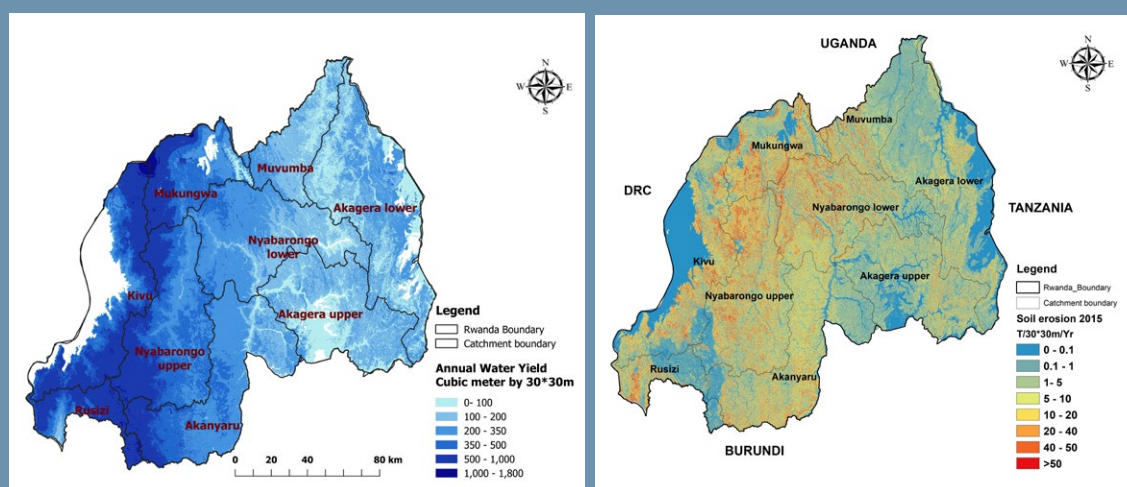 N
W E
S
Mukungwa
Muvumba
Akagera lower
Nyabarongo
lower
Kivu
Akagera upper
Nyabarongo
upper
Rusizi
Akanyaru
Legend
Rwanda Boundary
Catchment boundary
Annual Water Yield
Cubic meter by 30*30m
0- 100
100 - 200
200 - 350
350 - 500
500 - 1,000
1,000 - 1,800
0 20 40 80 km
UGANDA
N
W E
S
Muvumba
Mukungwa
DRC
Akagera lower
Nyabarongo lower
TANZANIA
Kivu
Akagera upper
Nyabarongo upper
Rusizi
Akanyaru
BURUNDI
Legend
Rwanda_Boundary
Catchment boundary
Soil erosion 2015
T/30*30m/Yr
0 - 0.1
0.1 - 1
1- 5
5 - 10
10 - 20
20 - 40
40 - 50
>50